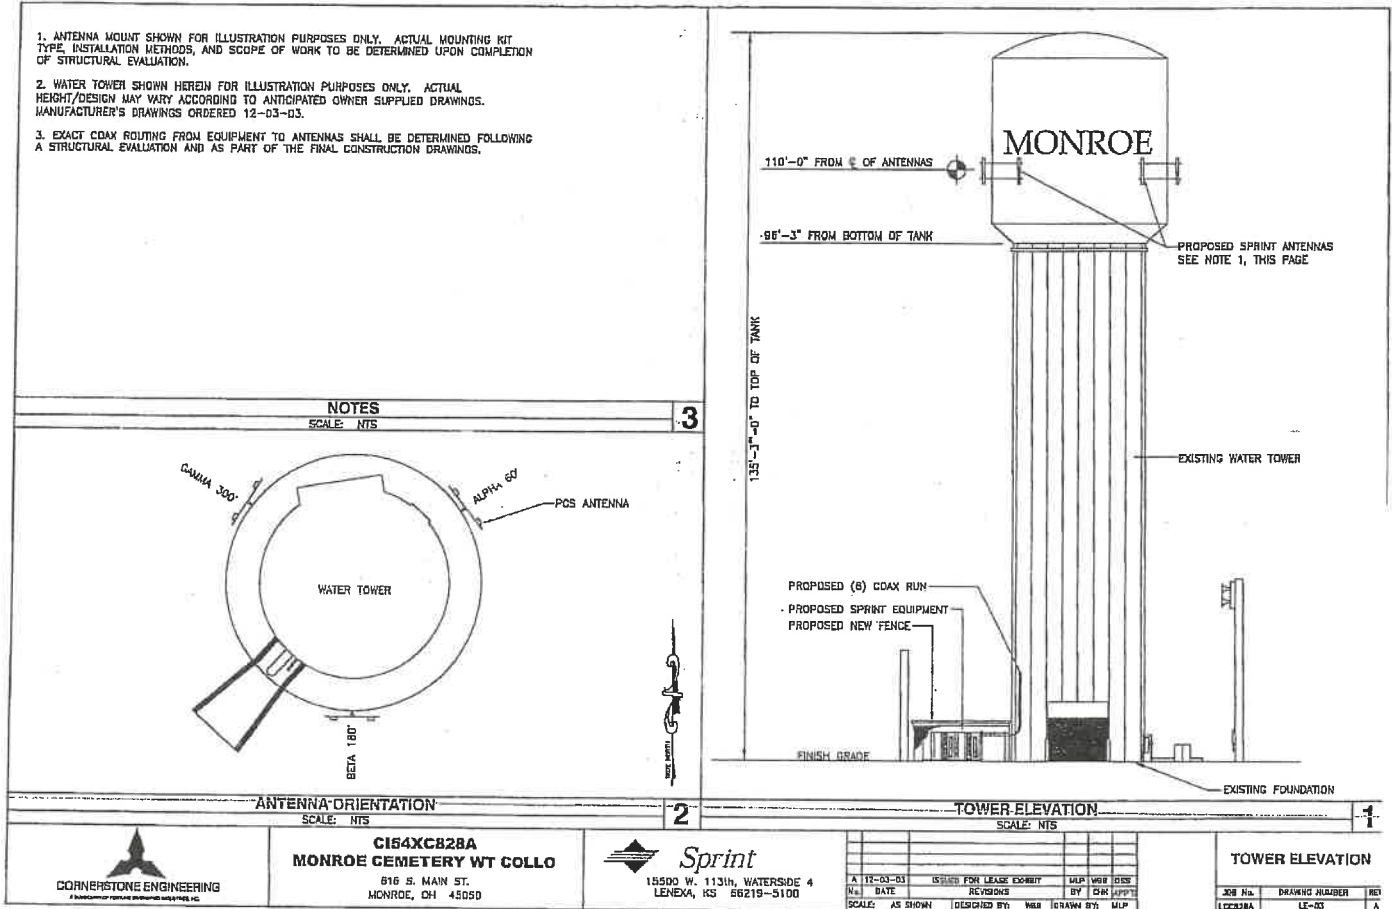 1. ANTENNA MOUNT SHOWN FOR ILLUSTRATION PURPOSES ONLY. ACTUAL MOUNTING KIT
TYPE, INSTALLATION METHODS, AND SCOPE OF WORK TO BE DETERMINED UPON COMPLETION
OF STRUCTURAL EVALUATION.
2. WATER TOWER SHOWN HEREIN FOR ILLUSTRATION PURPOSES ONLY. ACTUAL
HEIGHT/DESIGN MAY VARY ACCORDING TO ANTICIPATED OWNER SUPPLIED DRAWINGS.
MANUFACTURER'S DRAWINGS ORDERED 12-03-03.
3. EXACT COAX ROUTING FROM EQUIPMENT TO ANTENNAS SHALL BE DETERMINED FOLLOWING
A STRUCTURAL EVALUATION AND AS PART OF THE FINAL CONSTRUCTION DRAWINGS.
NOTES
SCALE: NTS
3
GAMMA 300°
ALPHA 60°
PCS ANTENNA
WATER TOWER
BETA 180°
TRUE NORTH
ANTENNA ORIENTATION
SCALE: NTS
2
MONROE
110'-0" FROM ℄ OF ANTENNAS
96'-3" FROM BOTTOM OF TANK
PROPOSED SPRINT ANTENNAS
SEE NOTE 1, THIS PAGE
135'-3"-0" TO TOP OF TANK
EXISTING WATER TOWER
PROPOSED (6) COAX RUN
PROPOSED SPRINT EQUIPMENT
PROPOSED NEW FENCE
FINISH GRADE
EXISTING FOUNDATION
TOWER ELEVATION
SCALE: NTS
1
CORNERSTONE ENGINEERING
CI54XC828A
MONROE CEMETERY WT COLLO
616 S. MAIN ST.
MONROE, OH 45050
Sprint
15500 W. 113th, WATERSIDE 4
LENEXA, KS 66219-5100
A 12-03-03 ISSUED FOR LEASE EXHIBIT MLP WBB DSS
No. DATE REVISIONS BY CHK APP'D
SCALE: AS SHOWN DESIGNED BY: WBB DRAWN BY: MLP
TOWER ELEVATION
JOB No. DRAWING NUMBER REV
LE-03 A